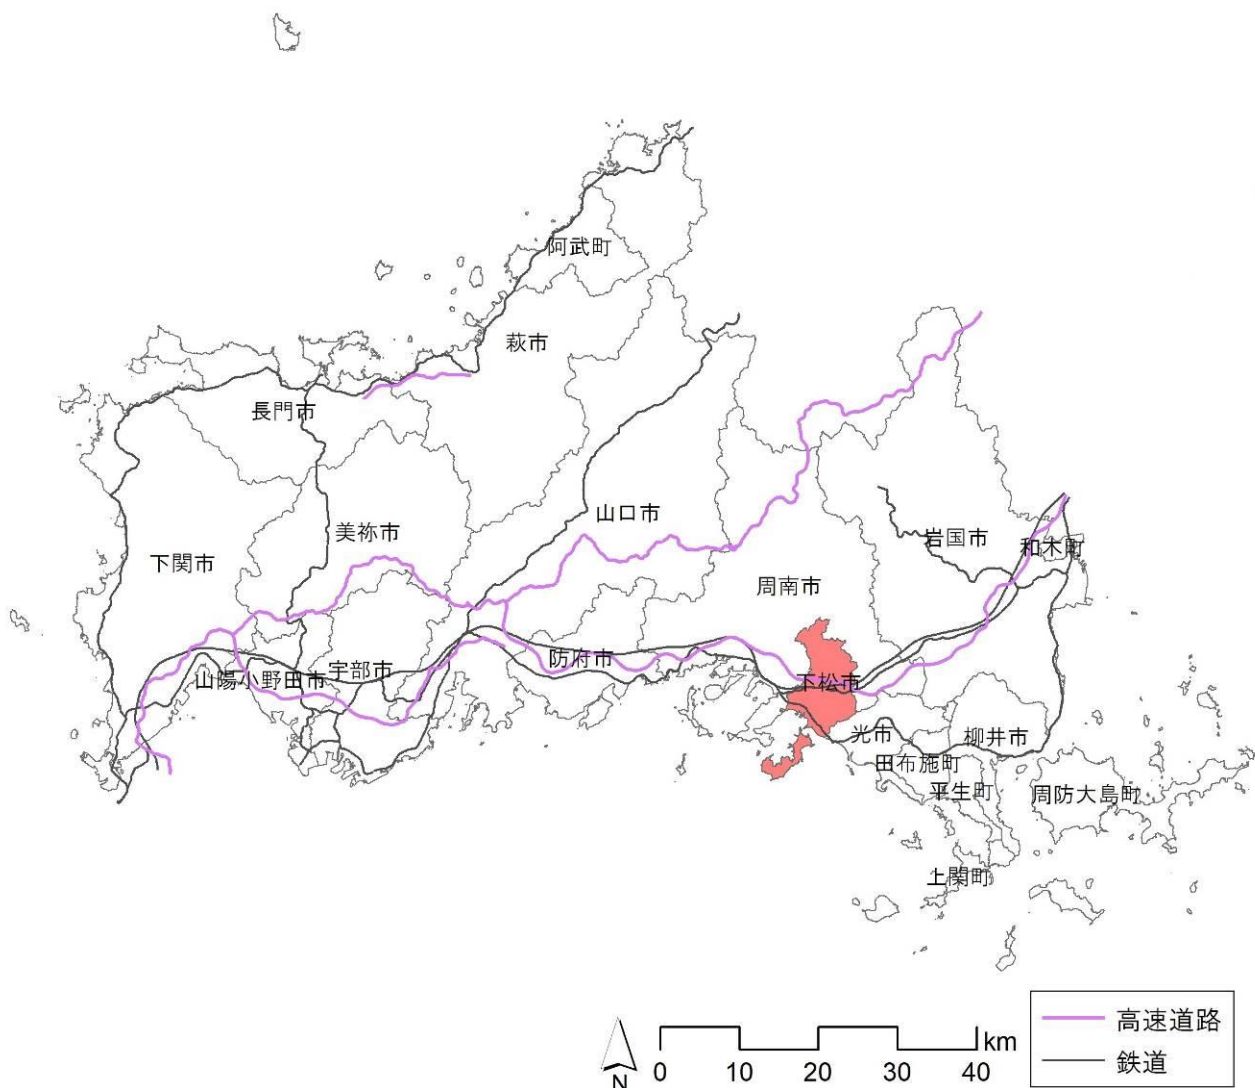 阿武町
萩市
長門市
山口市
美祢市
岩国市
和木町
下関市
周南市
防府市
宇部市
山陽小野田市
下松市
光市
柳井市
田布施町
平生町
周防大島町
上関町
高速道路
鉄道
N
0 10 20 30 40 km